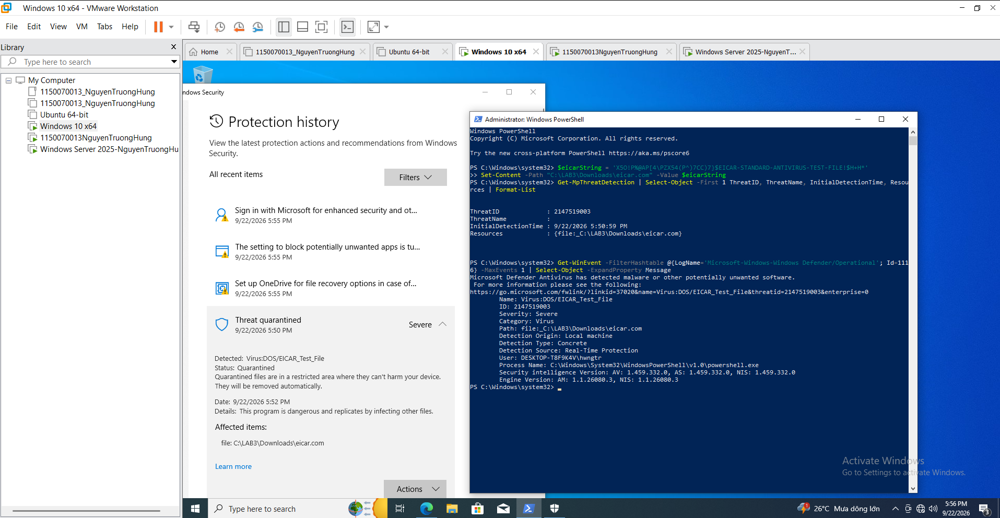 Windows 10 x64 - VMware Workstation
File Edit View VM Tabs Help
Library
Type here to search
My Computer
1150070013_NguyenTruongHung
1150070013_NguyenTruongHung
Ubuntu 64-bit
Windows 10 x64
1150070013NguyenTruongHung
Windows Server 2025-NguyenTruongHu
Home 1150070013_NguyenTruongHung Ubuntu 64-bit Windows 10 x64 1150070013NguyenTruongHung Windows Server 2025-NguyenT...
ndows Security
Protection history
View the latest protection actions and recommendations from Windows
Security.
All recent items
Filters
Sign in with Microsoft for enhanced security and ot...
9/22/2026 5:55 PM
The setting to block potentially unwanted apps is tu...
9/22/2026 5:55 PM
Set up OneDrive for file recovery options in case of...
9/22/2026 5:55 PM
Threat quarantined
9/22/2026 5:50 PM
Severe
Detected: Virus:DOS/EICAR_Test_File
Status: Quarantined
Quarantined files are in a restricted area where they can't harm your device.
They will be removed automatically.
Date: 9/22/2026 5:52 PM
Details: This program is dangerous and replicates by infecting other files.
Affected items:
file: C:\LAB3\Downloads\eicar.com
Learn more
Actions
Administrator: Windows PowerShell
Windows PowerShell
Copyright (C) Microsoft Corporation. All rights reserved.
Try the new cross-platform PowerShell https://aka.ms/pscore6
PS C:\Windows\system32> $eicarString = 'X5O!P%@AP[4\PZX54(P^)7CC)7}$EICAR-STANDARD-ANTIVIRUS-TEST-FILE!$H+H*'
>> Set-Content -Path "C:\LAB3\Downloads\eicar.com" -Value $eicarString
PS C:\Windows\system32> Get-MpThreatDetection | Select-Object -First 1 ThreatID, ThreatName, InitialDetectionTime, Resou
rces | Format-List
ThreatID : 2147519003
ThreatName :
InitialDetectionTime : 9/22/2026 5:50:59 PM
Resources : {file:_C:\LAB3\Downloads\eicar.com}
PS C:\Windows\system32> Get-WinEvent -FilterHashtable @{LogName='Microsoft-Windows-Windows Defender/Operational'; Id=111
6} -MaxEvents 1 | Select-Object -ExpandProperty Message
Microsoft Defender Antivirus has detected malware or other potentially unwanted software.
For more information please see the following:
https://go.microsoft.com/fwlink/?linkid=37020&name=Virus:DOS/EICAR_Test_File&threatid=2147519003&enterprise=0
Name: Virus:DOS/EICAR_Test_File
ID: 2147519003
Severity: Severe
Category: Virus
Path: file:_C:\LAB3\Downloads\eicar.com
Detection Origin: Local machine
Detection Type: Concrete
Detection Source: Real-Time Protection
User: DESKTOP-T8F9K4V\hwngtr
Process Name: C:\Windows\System32\WindowsPowerShell\v1.0\powershell.exe
Security intelligence Version: AV: 1.459.332.0, AS: 1.459.332.0, NIS: 1.459.332.0
Engine Version: AM: 1.1.26080.3, NIS: 1.1.26080.3
PS C:\Windows\system32>
Activate Windows
Go to Settings to activate Windows.
Type here to search
1
26°C Mưa dông lớn
5:56 PM
9/22/2026
3